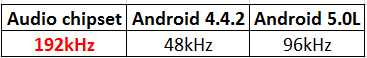 Audio chipset Android 4.4.2 Android 5.0L
192kHz 48kHz 96kHz